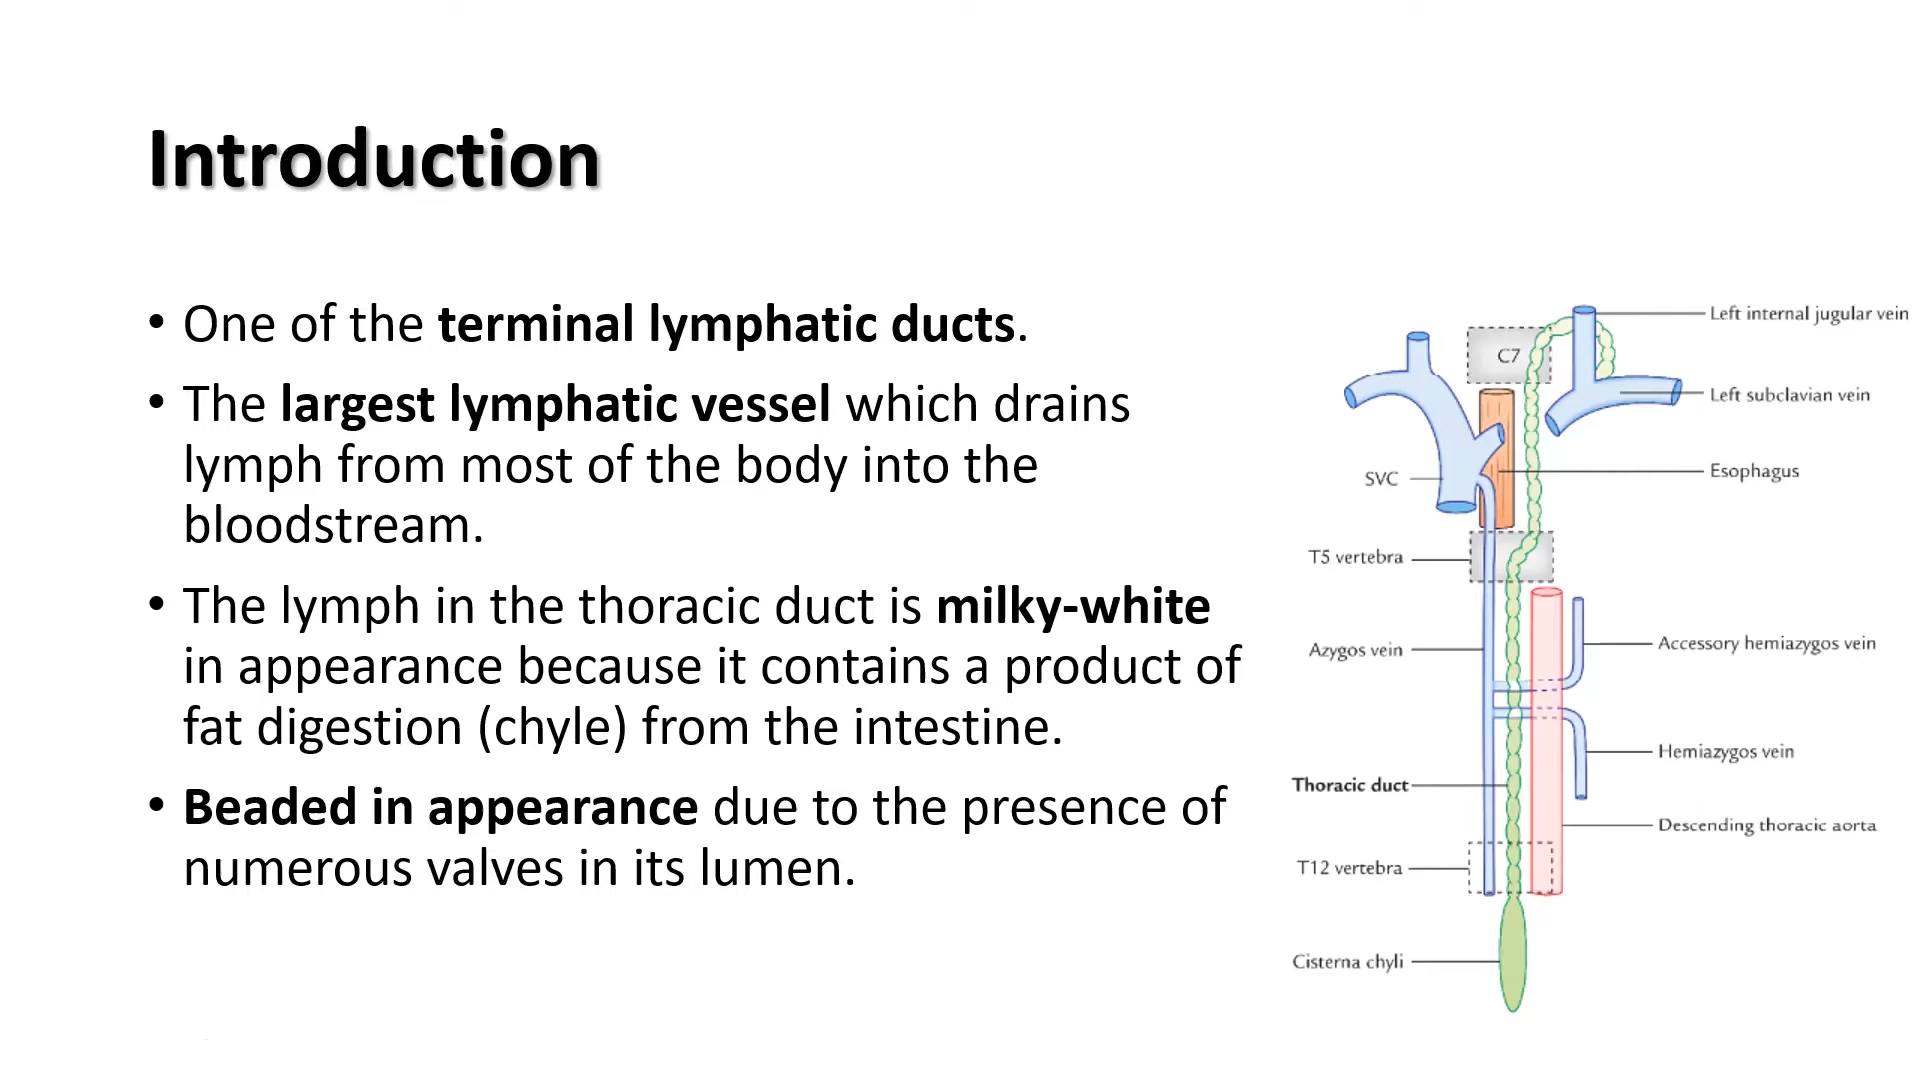 Introduction
• One of the terminal lymphatic ducts.
• The largest lymphatic vessel which drains
lymph from most of the body into the
bloodstream.
• The lymph in the thoracic duct is milky-white
in appearance because it contains a product of
fat digestion (chyle) from the intestine.
• Beaded in appearance due to the presence of
numerous valves in its lumen.
Left internal jugular vein
C7
Left subclavian vein
Esophagus
SVC
T5 vertebra
Accessory hemiazygos vein
Azygos vein
Hemiazygos vein
Thoracic duct
Descending thoracic aorta
T12 vertebra
Cisterna chyli